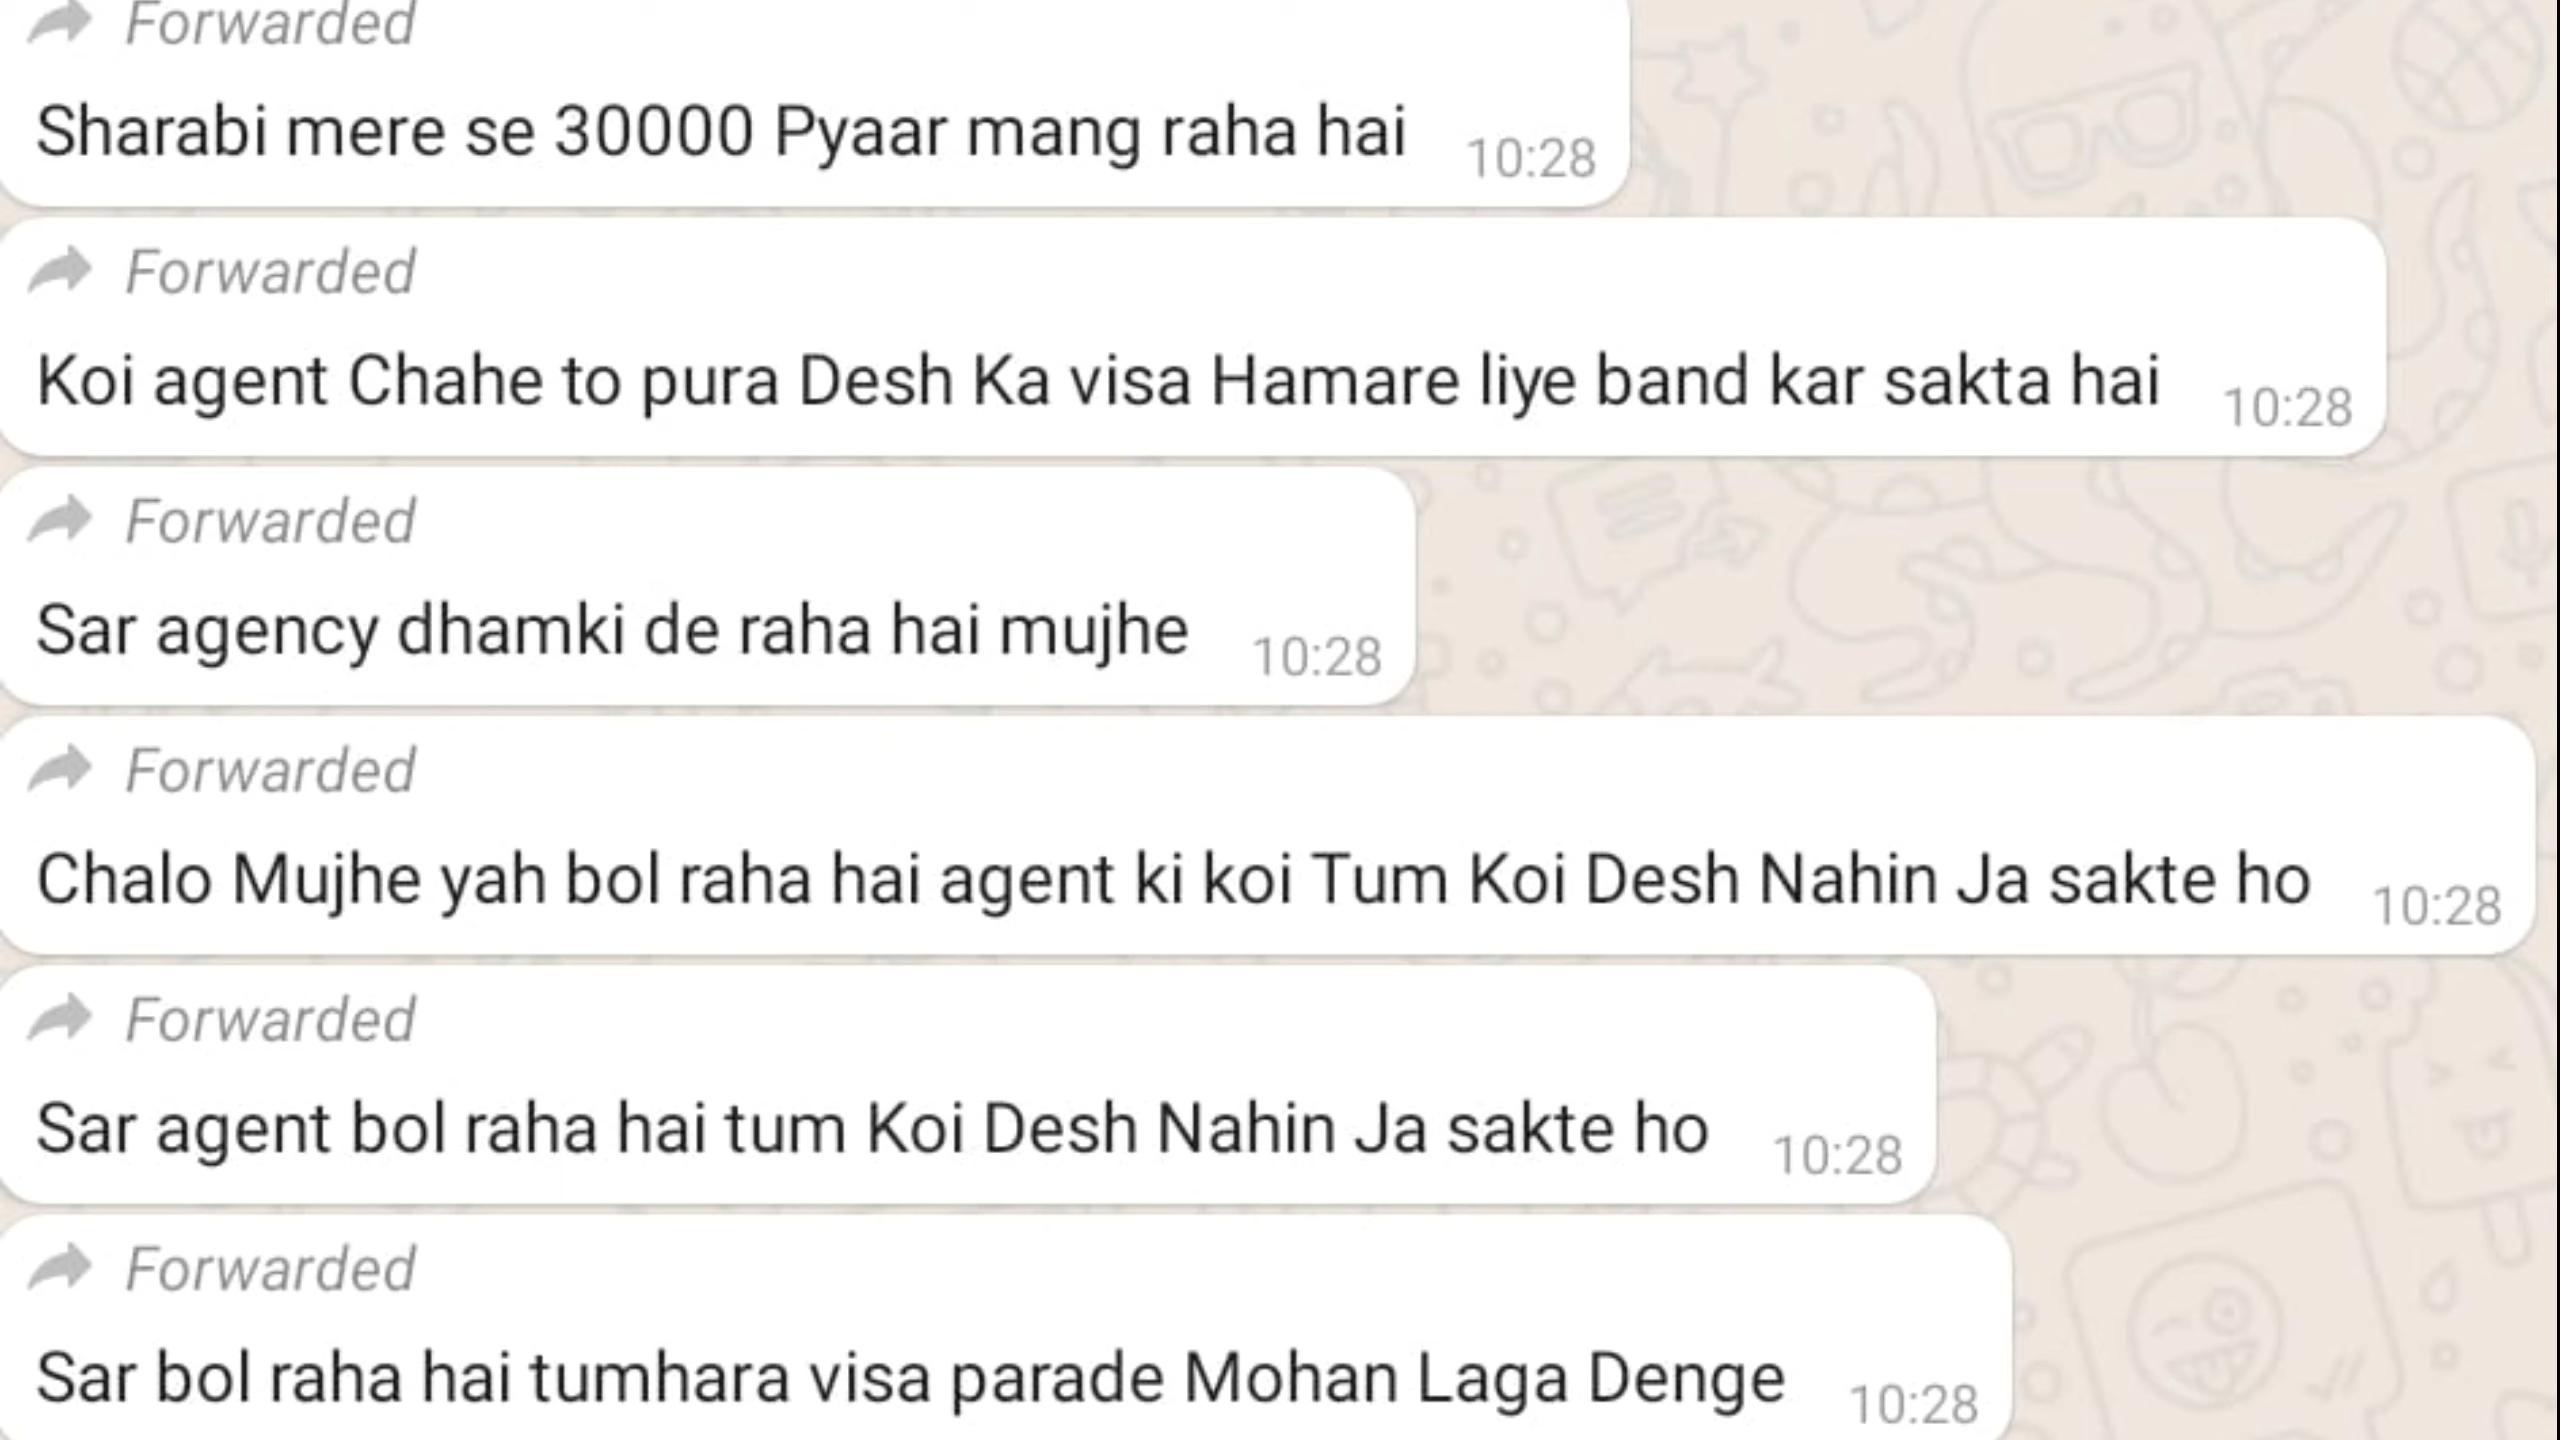 Forwarded
Sharabi mere se 30000 Pyaar mang raha hai 10:28
Forwarded
Koi agent Chahe to pura Desh Ka visa Hamare liye band kar sakta hai 10:28
Forwarded
Sar agency dhamki de raha hai mujhe 10:28
Forwarded
Chalo Mujhe yah bol raha hai agent ki koi Tum Koi Desh Nahin Ja sakte ho 10:28
Forwarded
Sar agent bol raha hai tum Koi Desh Nahin Ja sakte ho 10:28
Forwarded
Sar bol raha hai tumhara visa parade Mohan Laga Denge 10:28